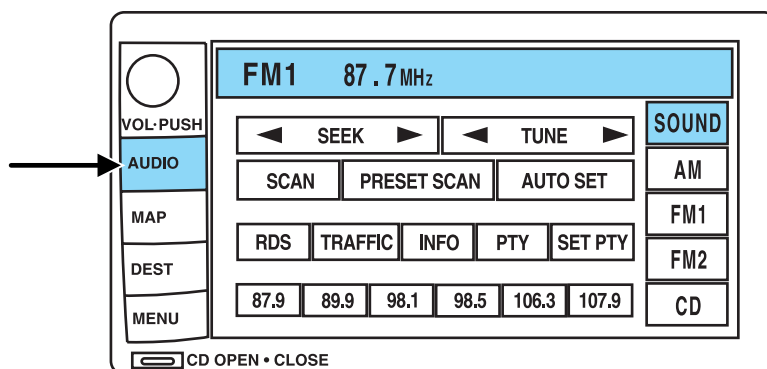 FM1 87.7 MHz
VOL·PUSH
AUDIO
MAP
DEST
MENU
SEEK TUNE
SCAN PRESET SCAN AUTO SET
RDS TRAFFIC INFO PTY SET PTY
87.9 89.9 98.1 98.5 106.3 107.9
SOUND
AM
FM1
FM2
CD
CD OPEN • CLOSE